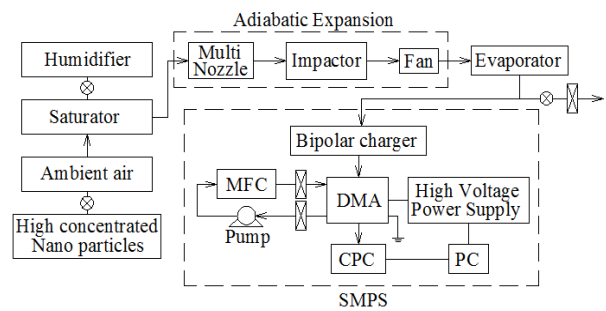 Adiabatic Expansion
Humidifier
Multi
Nozzle
Impactor
Fan
Evaporator
Saturator
Bipolar charger
Ambient air
MFC
DMA
High Voltage
Power Supply
High concentrated
Nano particles
Pump
CPC
PC
SMPS